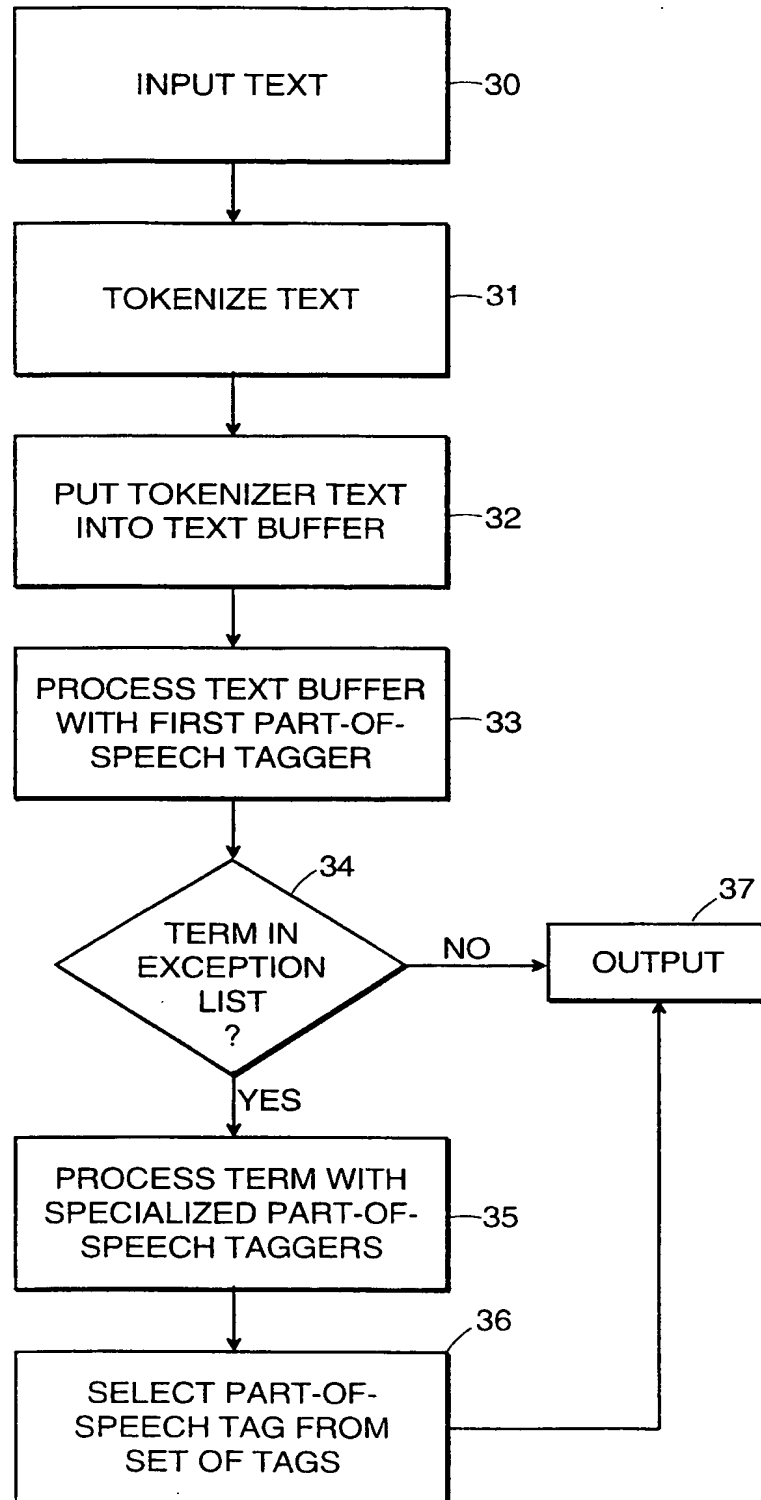 INPUT TEXT
30
TOKENIZE TEXT
31
PUT TOKENIZER TEXT
INTO TEXT BUFFER
32
PROCESS TEXT BUFFER
WITH FIRST PART-OF-
SPEECH TAGGER
33
34
TERM IN
EXCEPTION
LIST
?
NO
37
OUTPUT
YES
PROCESS TERM WITH
SPECIALIZED PART-OF-
SPEECH TAGGERS
35
36
SELECT PART-OF-
SPEECH TAG FROM
SET OF TAGS